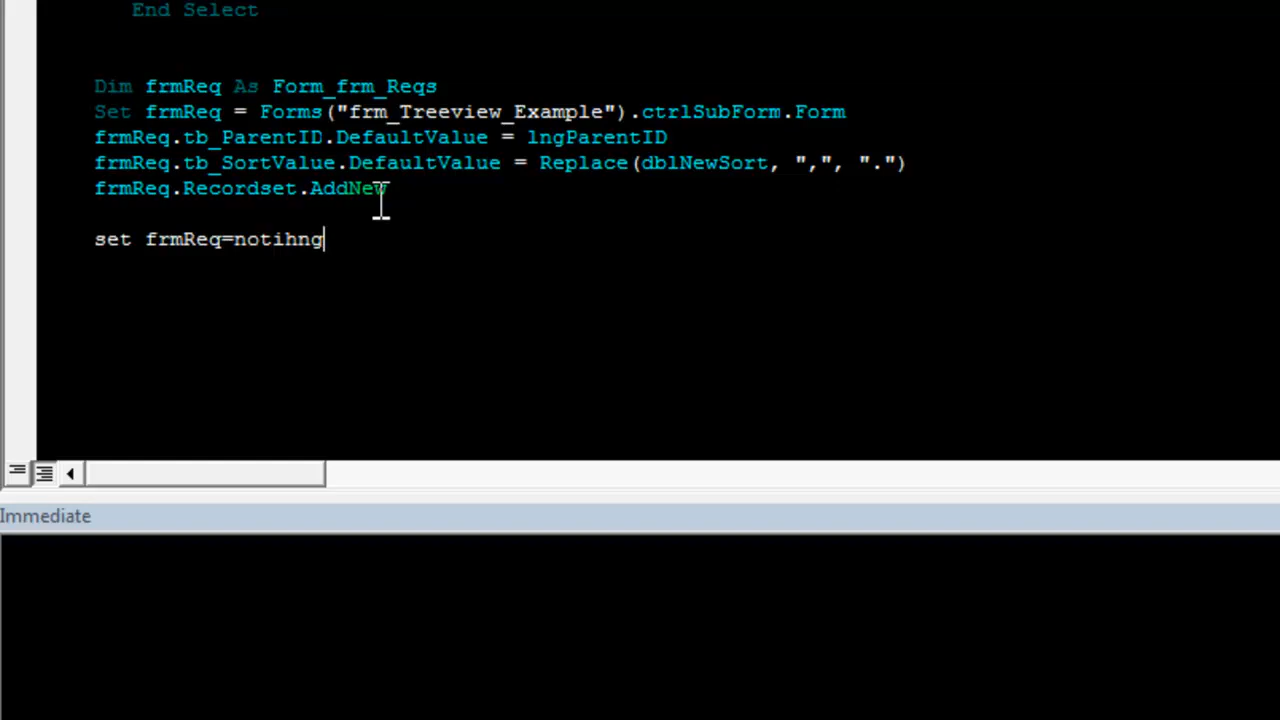 End Select
Dim frmReq As Form_frm_Reqs
Set frmReq = Forms("frm_Treeview_Example").ctrlSubForm.Form
frmReq.tb_ParentID.DefaultValue = lngParentID
frmReq.tb_SortValue.DefaultValue = Replace(dblNewSort, ",", ".")
frmReq.Recordset.AddNew
set frmReq=notihng
Immediate